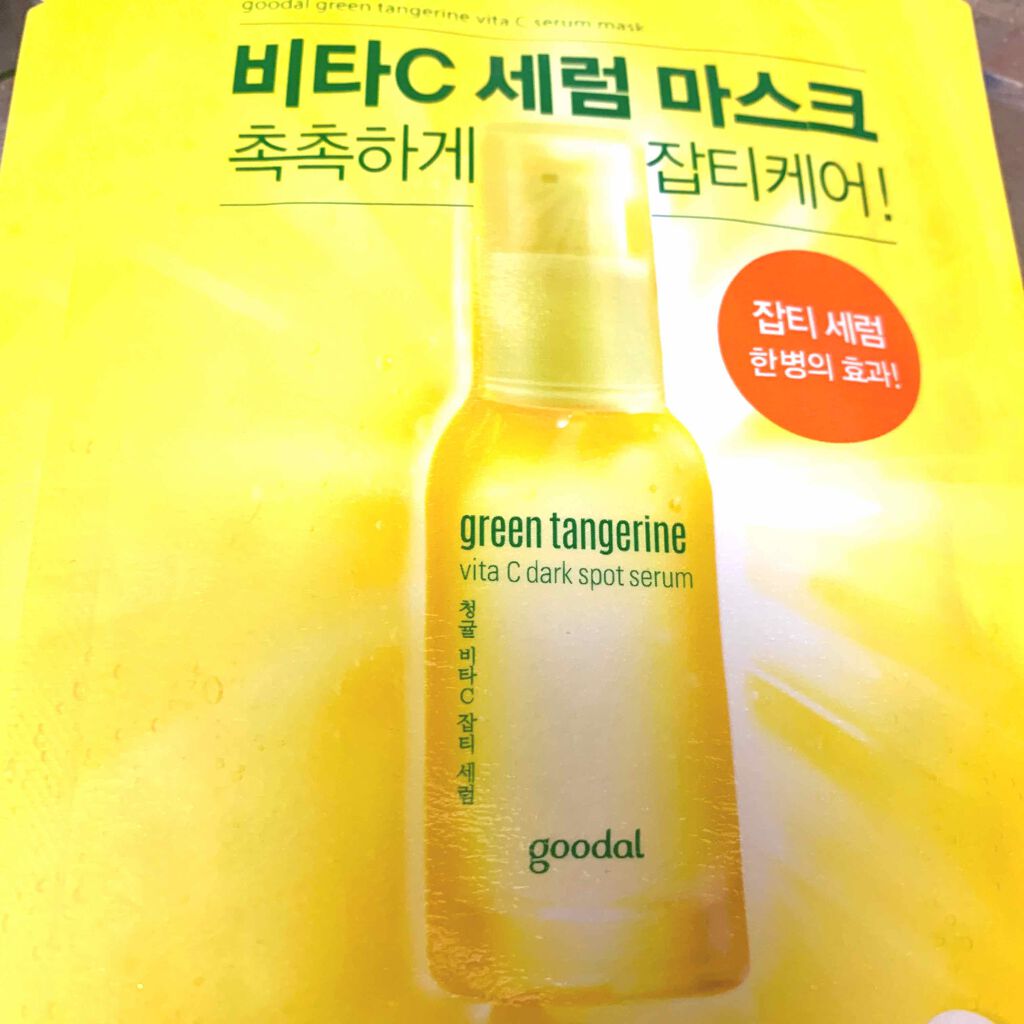 goodal green tangerine vita C serum mask
비타C 세럼 마스크
촉촉하게 잡티케어!
잡티 세럼
한병의 효과!
green tangerine
vita C dark spot serum
청귤 비타C 잡티 세럼
goodal